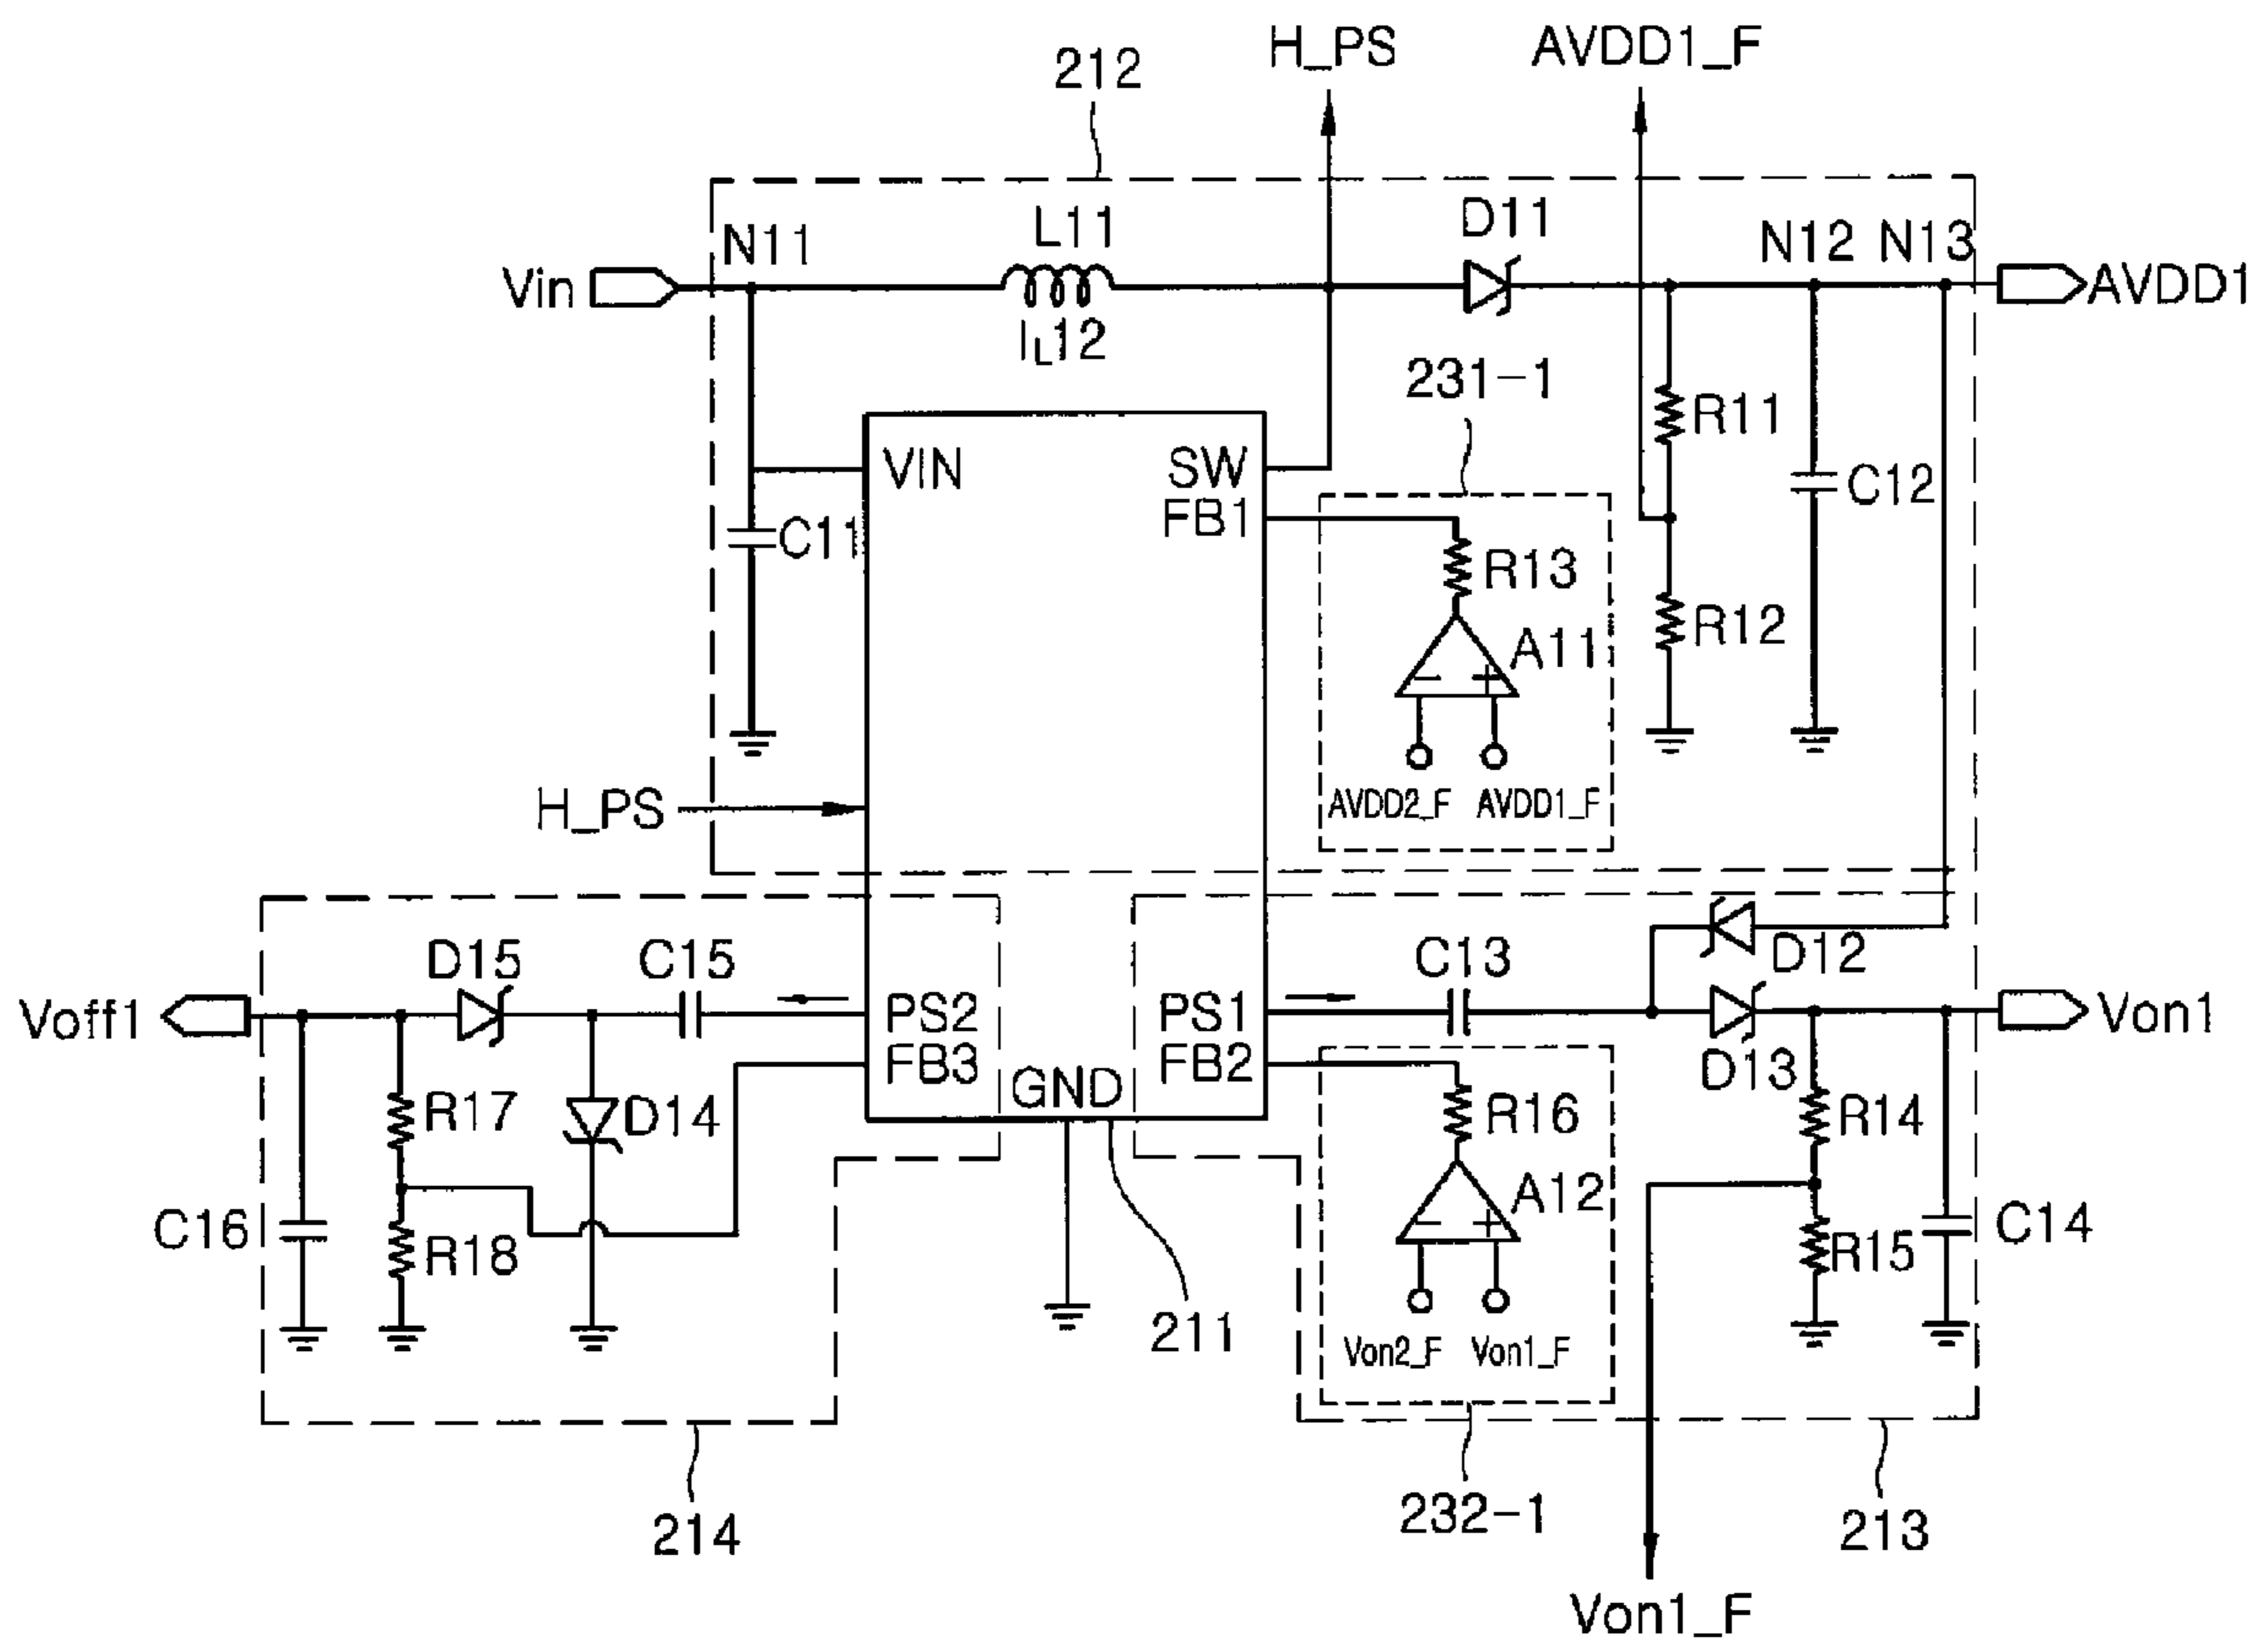 H_PS AVDD1_F
212
N11 L11 D11 N12 N13
Vin AVDD1
IL12
231-1
VIN SW R11 C12
FB1
C11 R13
A11 R12
H_PS AVDD2_F AVDD1_F
D15 C15 C13 D12
Voff1 PS2 PS1 Von1
FB3 GND FB2 D13
R17 D14 R16 R14
C16 R18 A12 R15 C14
211 Von2_F Von1_F
214 232-1 213
Von1_F